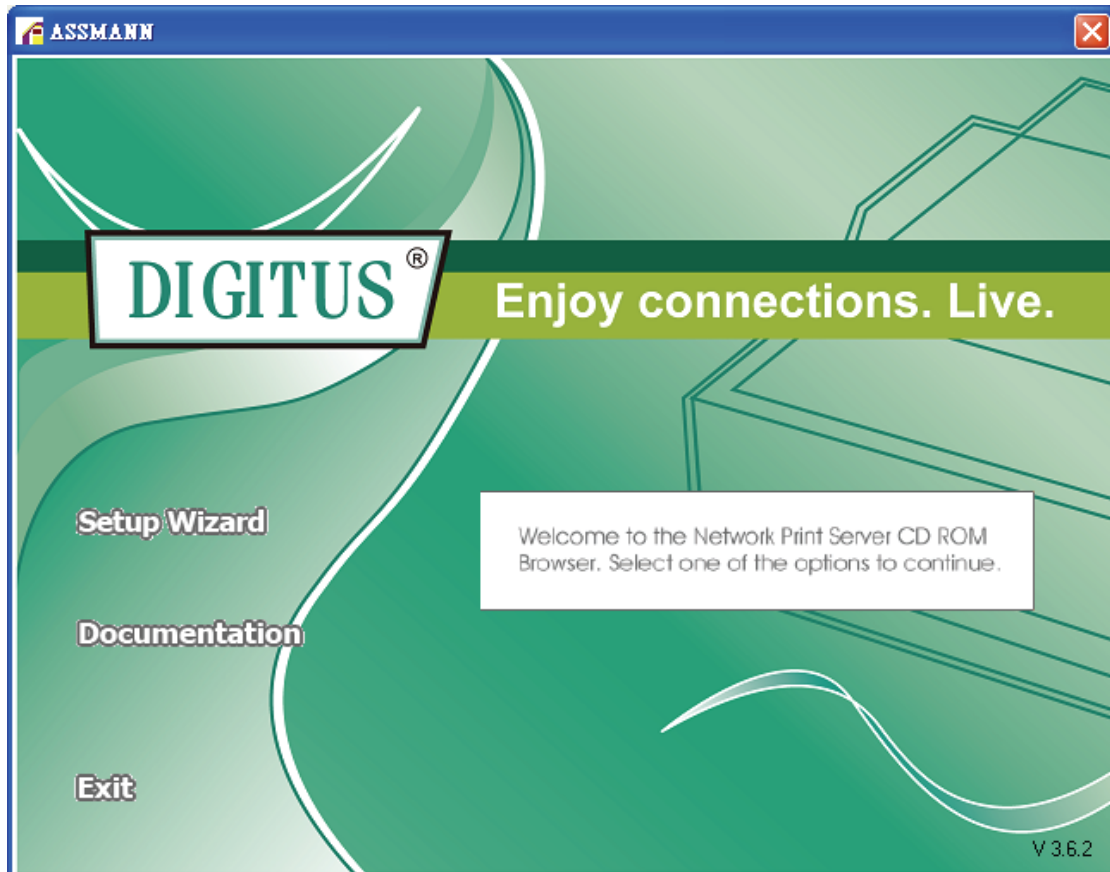 ASSMANN
DIGITUS®
Enjoy connections. Live.
Setup Wizard
Welcome to the Network Print Server CD ROM
Browser. Select one of the options to continue.
Documentation
Exit
V 3.6.2